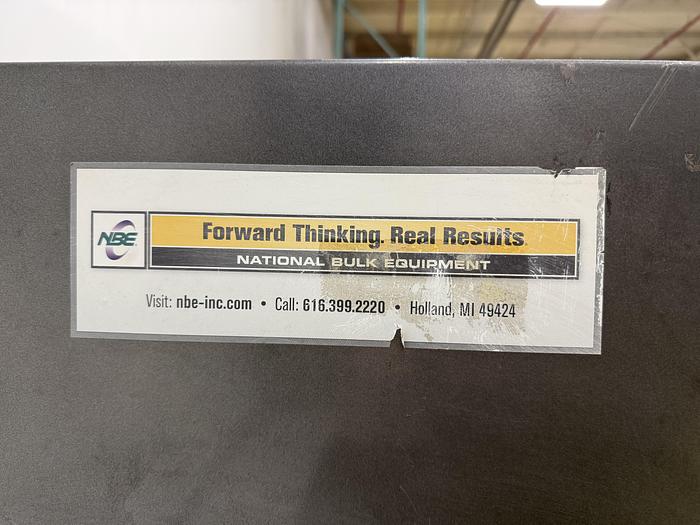 NBE
Forward Thinking. Real Results.
NATIONAL BULK EQUIPMENT
Visit: nbe-inc.com • Call: 616.399.2220 • Holland, MI 49424